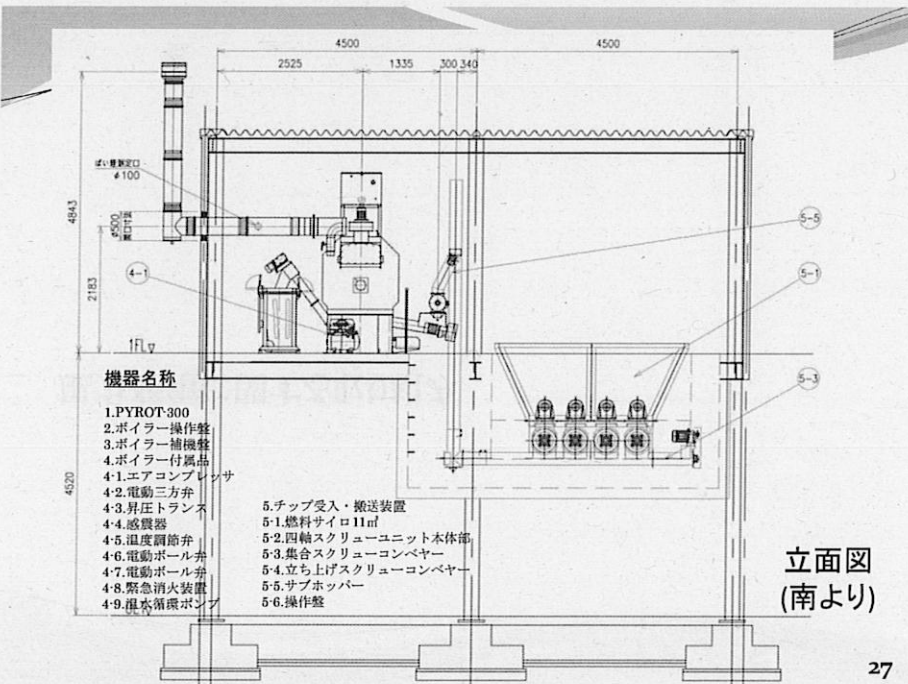 4500
4500
2525
1335
300
340
ばい煙測定口
φ100
4843
φ500
開口寸法
2183
4-1
5-5
5-1
5-3
1FL
機器名称
1.PYROT-300
2.ボイラー操作盤
3.ボイラー補機盤
4.ボイラー付属品
4-1.エアコンプレッサ
4-2.電動三方弁
4-3.昇圧トランス
4-4.感震器
4-5.温度調節弁
4-6.電動ボール弁
4-7.電動ボール弁
4-8.緊急消火装置
4-9.温水循環ポンプ
4520
5.チップ受入・搬送装置
5-1.燃料サイロ11㎥
5-2.四軸スクリューユニット本体部
5-3.集合スクリューコンベヤー
5-4.立ち上げスクリューコンベヤー
5-5.サブホッパー
5-6.操作盤
立面図
(南より)
27